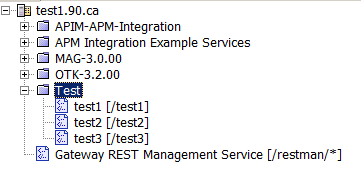 test1.90.ca
APIM-APM-Integration
APM Integration Example Services
MAG-3.0.00
OTK-3.2.00
Test
test1 [/test1]
test2 [/test2]
test3 [/test3]
Gateway REST Management Service [/restman/*]